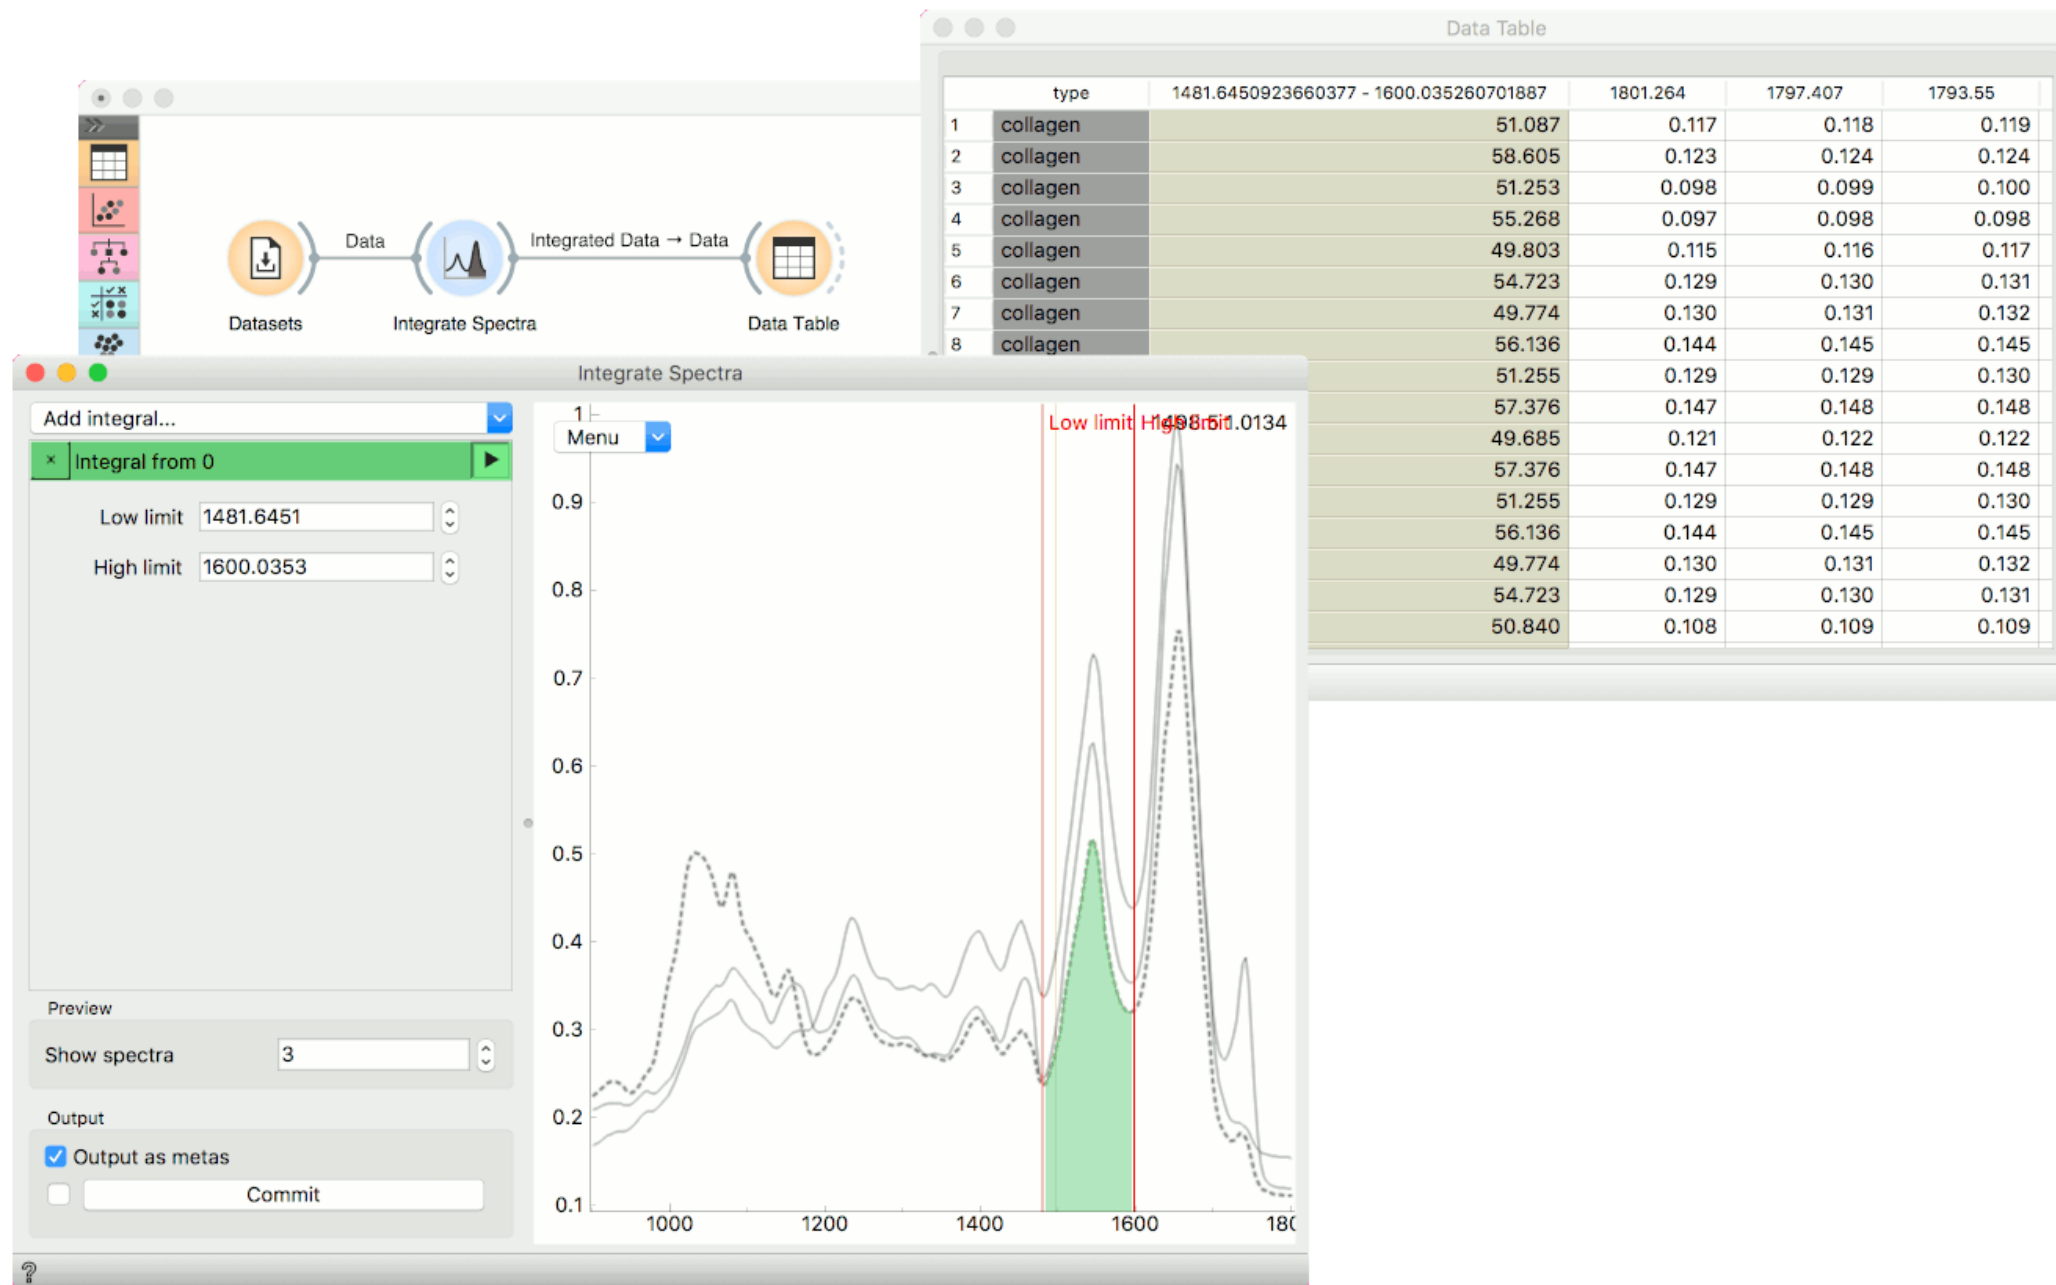 Data Table
type 1481.6450923660377 - 1600.035260701887 1801.264 1797.407 1793.55
1 collagen 51.087 0.117 0.118 0.119
2 collagen 58.605 0.123 0.124 0.124
3 collagen 51.253 0.098 0.099 0.100
4 collagen 55.268 0.097 0.098 0.098
5 collagen 49.803 0.115 0.116 0.117
6 collagen 54.723 0.129 0.130 0.131
7 collagen 49.774 0.130 0.131 0.132
8 collagen 56.136 0.144 0.145 0.145
51.255 0.129 0.129 0.130
57.376 0.147 0.148 0.148
49.685 0.121 0.122 0.122
57.376 0.147 0.148 0.148
51.255 0.129 0.129 0.130
56.136 0.144 0.145 0.145
49.774 0.130 0.131 0.132
54.723 0.129 0.130 0.131
50.840 0.108 0.109 0.109
Data
Integrated Data → Data
Datasets
Integrate Spectra
Data Table
Integrate Spectra
Add integral...
× Integral from 0
Low limit 1481.6451
High limit 1600.0353
Preview
Show spectra 3
Output
Output as metas
Commit
?
Menu
Low limit
1.0134
1
0.9
0.8
0.7
0.6
0.5
0.4
0.3
0.2
0.1
1000 1200 1400 1600